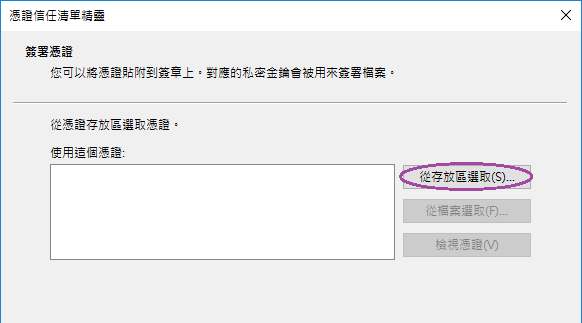 憑證信任清單精靈
簽署憑證
您可以將憑證貼附到簽章上。對應的私密金鑰會被用來簽署檔案。
從憑證存放區選取憑證。
使用這個憑證:
從存放區選取(S)...
從檔案選取(F)...
檢視憑證(V)